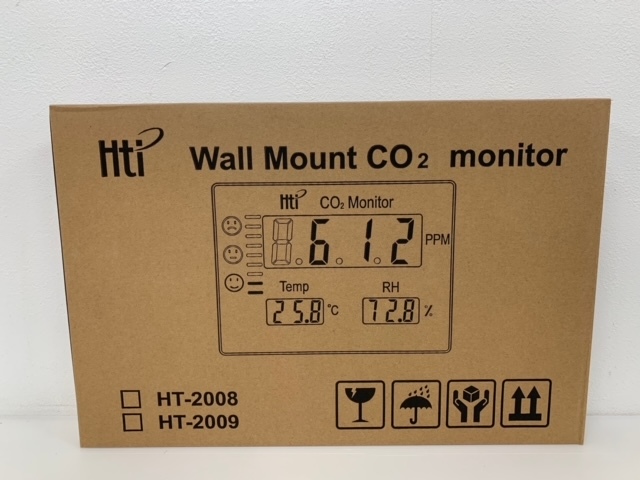 Hti Wall Mount CO₂ monitor
Hti CO₂ Monitor
612 PPM
Temp RH
25.8 °C 72.8 %
HT-2008
HT-2009